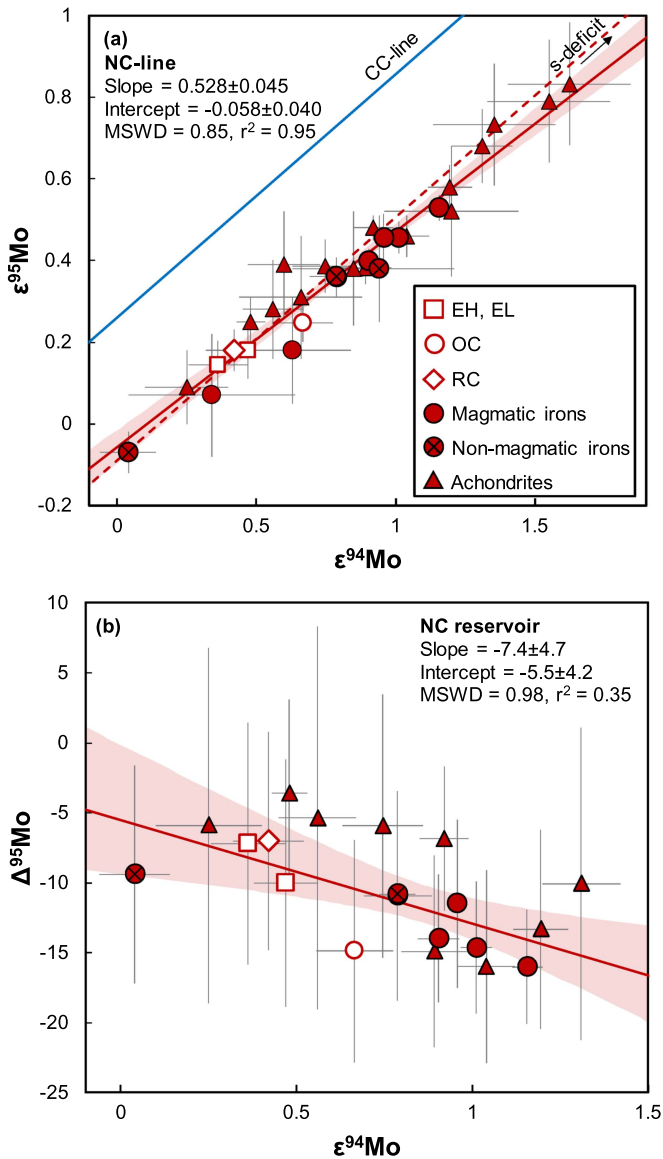 (a)
NC-line
Slope = 0.528±0.045
Intercept = -0.058±0.040
MSWD = 0.85, r² = 0.95
CC-line
s-deficit
1
0.8
0.6
0.4
0.2
0
-0.2
ε⁹⁵Mo
EH, EL
OC
RC
Magmatic irons
Non-magmatic irons
Achondrites
0
0.5
1
1.5
ε⁹⁴Mo
(b)
NC reservoir
Slope = -7.4±4.7
Intercept = -5.5±4.2
MSWD = 0.98, r² = 0.35
10
5
0
-5
-10
-15
-20
-25
Δ⁹⁵Mo
0
0.5
1
1.5
ε⁹⁴Mo